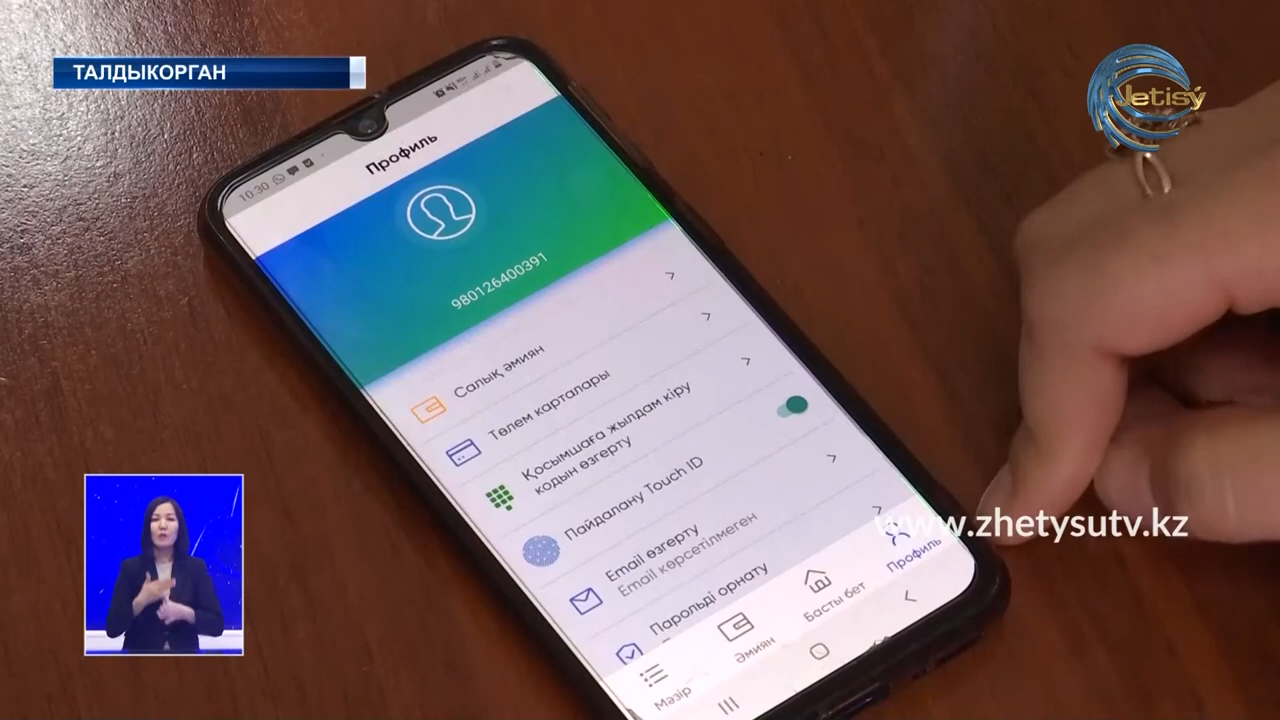 ТАЛДЫКОРГАН
Jetisý
10:30
Профиль
980126400391
Салық әмиян
Төлем карталары
Қосымшаға жылдам кіру
кодын өзгерту
Пайдалану Touch ID
Email өзгерту
Email көрсетілмеген
Парольді орнату
Мәзір
Әмиян
Басты бет
Профиль
www.zhetysutv.kz